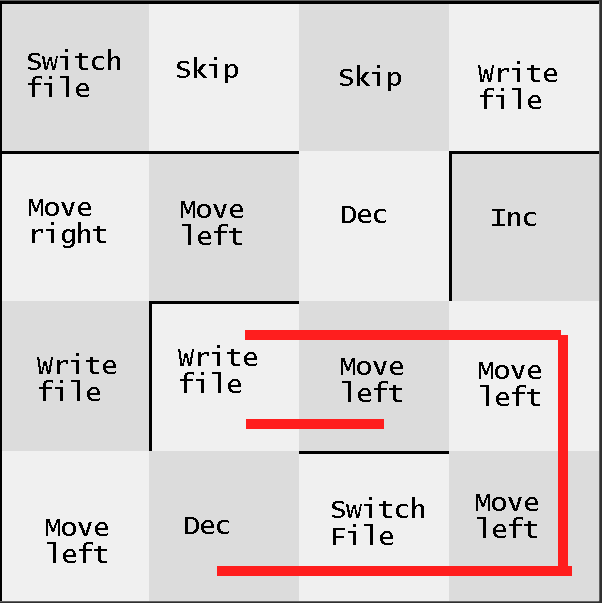 Switch
file
Skip
Skip
Write
file
Move
right
Move
left
Dec
Inc
Write
file
Write
file
Move
left
Move
left
Move
left
Dec
Switch
File
Move
left